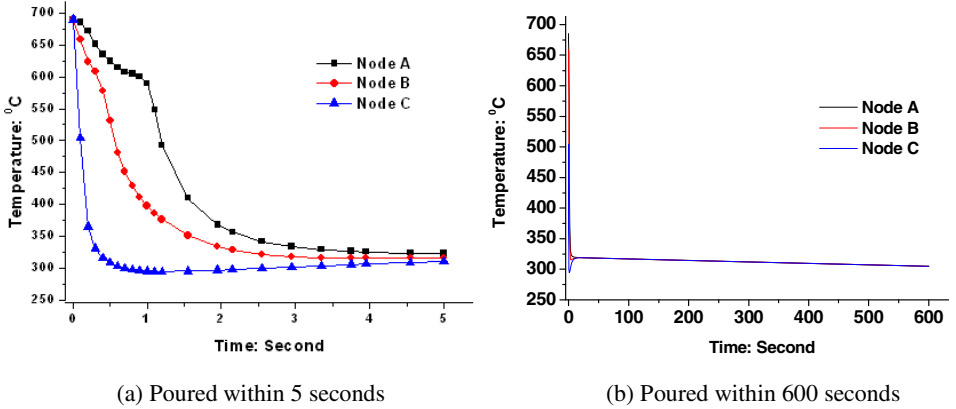 700
650
600
550
500
450
400
350
300
250
Temperature: ⁰C
0
1
2
3
4
5
Time: Second
Node A
Node B
Node C
(a) Poured within 5 seconds
700
650
600
550
500
450
400
350
300
250
Temperature: ⁰C
0
100
200
300
400
500
600
Time: Second
Node A
Node B
Node C
(b) Poured within 600 seconds